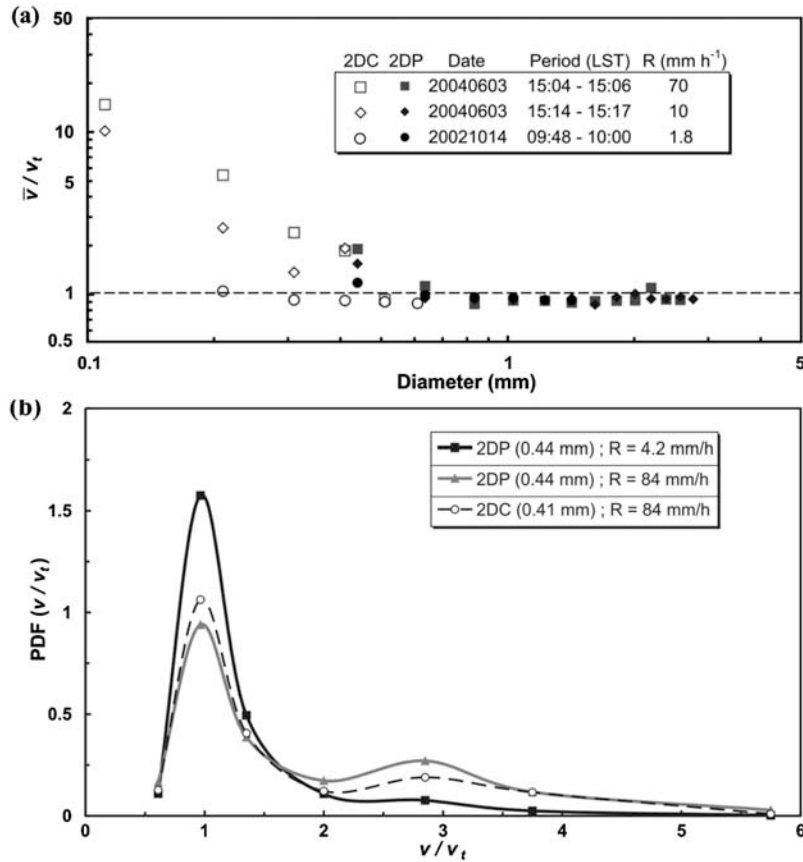 (a)
50
10
5
1
0.5
v̄ / vₜ
2DC 2DP Date Period (LST) R (mm h⁻¹)
20040603 15:04 - 15:06 70
20040603 15:14 - 15:17 10
20021014 09:48 - 10:00 1.8
0.1 1 5
Diameter (mm)
(b)
2
1.5
1
0.5
0
PDF (v / vₜ)
2DP (0.44 mm) ; R = 4.2 mm/h
2DP (0.44 mm) ; R = 84 mm/h
2DC (0.41 mm) ; R = 84 mm/h
0 1 2 3 4 5 6
v / vₜ